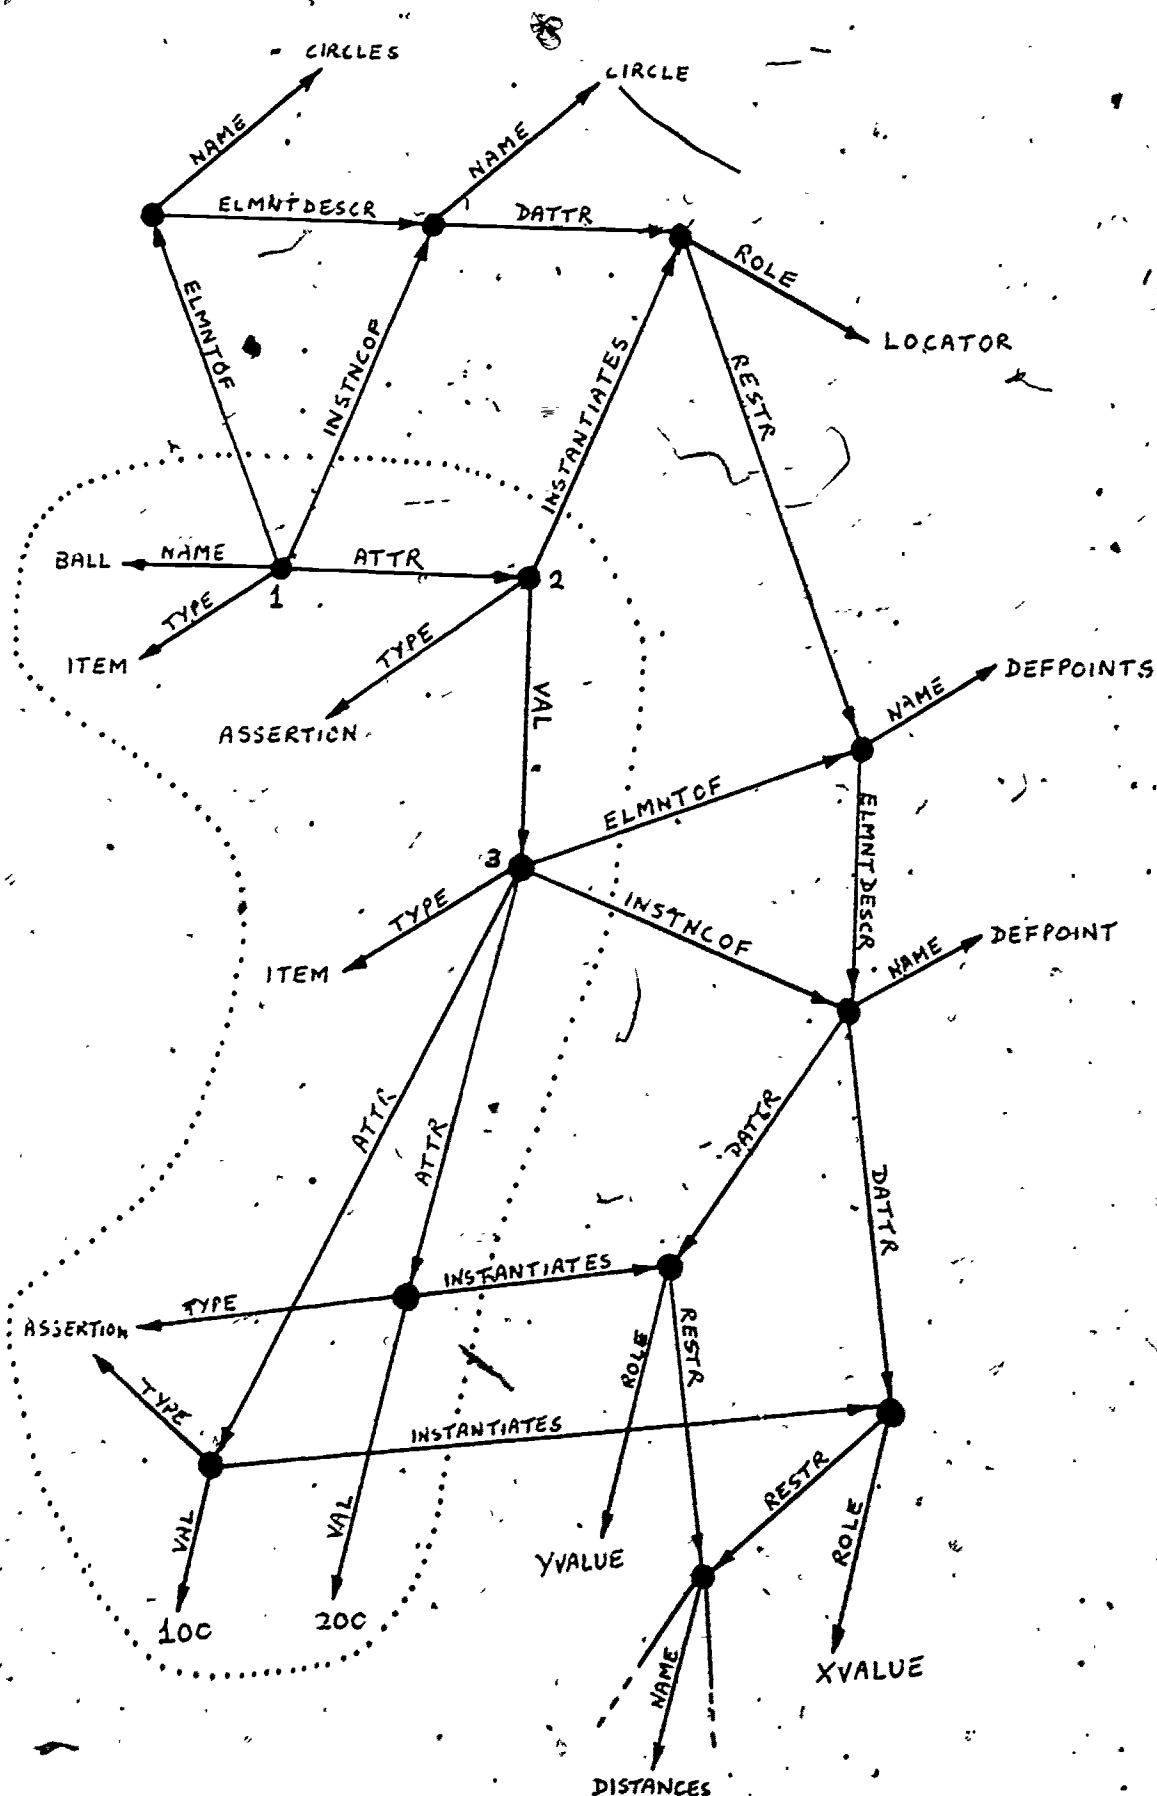 CIRCLES
CIRCLE
NAME
NAME
ELMNTDESCR
DATTR
ROLE
LOCATOR
ELMNTOF
INSTNCOF
INSTANTIATES
RESTR
BALL
NAME
ATTR
1
2
TYPE
TYPE
ITEM
ASSERTION
VAL
NAME
DEFPOINTS
ELMNTOF
ELMNTDESCR
3
TYPE
INSTNCOF
ITEM
NAME
DEFPOINT
ATTR
ATTR
DATTR
DATTR
INSTANTIATES
TYPE
ASSERTION
ROLE
RESTR
TYPE
INSTANTIATES
RESTR
VAL
VAL
ROLE
YVALUE
100
200
NAME
XVALUE
DISTANCES